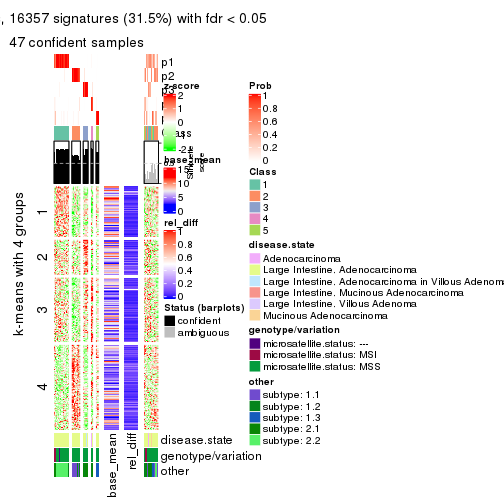 , 16357 signatures (31.5%) with fdr < 0.05
47 confident samples
p1
p2
z-score
2
Prob
1
0.8
0.6
0.4
0.2
0
base_mean
15
10
5
0
Silhouette
score
Class
1
2
3
4
5
rel_diff
1
0.8
0.6
0.4
0.2
0
disease.state
Adenocarcinoma
Large Intestine. Adenocarcinoma
Large Intestine. Adenocarcinoma in Villous Adenom
Large Intestine. Mucinous Adenocarcinoma
Large Intestine. Villous Adenoma
Mucinous Adenocarcinoma
Status (barplots)
confident
ambiguous
genotype/variation
microsatellite.status: ---
microsatellite.status: MSI
microsatellite.status: MSS
other
subtype: 1.1
subtype: 1.2
subtype: 1.3
subtype: 2.1
subtype: 2.2
k-means with 4 groups
1
2
3
4
disease.state
genotype/variation
other
base_mean
rel_diff